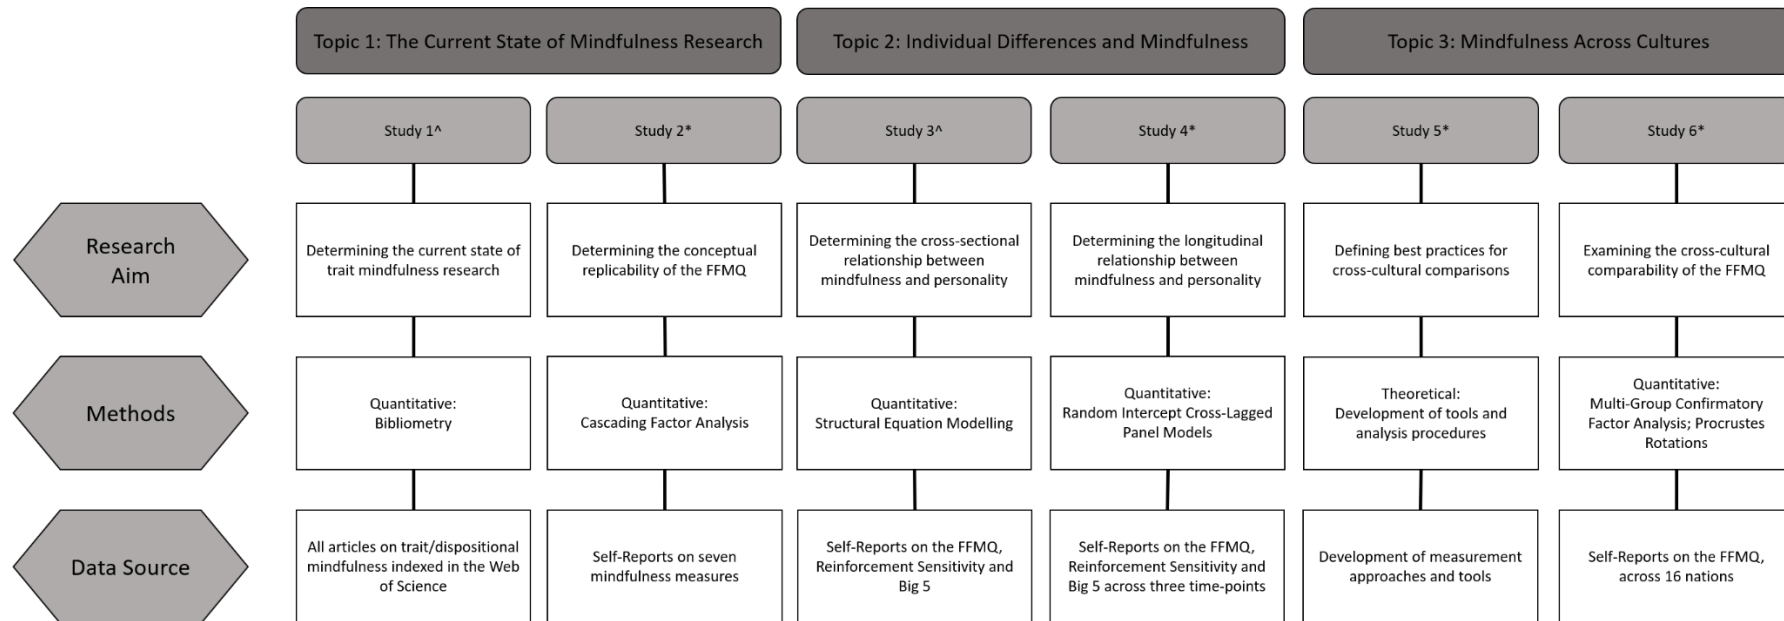 Topic 1: The Current State of Mindfulness Research
Topic 2: Individual Differences and Mindfulness
Topic 3: Mindfulness Across Cultures
Study 1^
Study 2*
Study 3^
Study 4*
Study 5*
Study 6*
Research
Aim
Determining the current state of
trait mindfulness research
Determining the conceptual
replicability of the FFMQ
Determining the cross-sectional
relationship between
mindfulness and personality
Determining the longitudinal
relationship between
mindfulness and personality
Defining best practices for
cross-cultural comparisons
Examining the cross-cultural
comparability of the FFMQ
Methods
Quantitative:
Bibliometry
Quantitative:
Cascading Factor Analysis
Quantitative:
Structural Equation Modelling
Quantitative:
Random Intercept Cross-Lagged
Panel Models
Theoretical:
Development of tools and
analysis procedures
Quantitative:
Multi-Group Confirmatory
Factor Analysis; Procrustes
Rotations
Data Source
All articles on trait/dispositional
mindfulness indexed in the Web
of Science
Self-Reports on seven
mindfulness measures
Self-Reports on the FFMQ,
Reinforcement Sensitivity and
Big 5
Self-Reports on the FFMQ,
Reinforcement Sensitivity and
Big 5 across three time-points
Development of measurement
approaches and tools
Self-Reports on the FFMQ,
across 16 nations